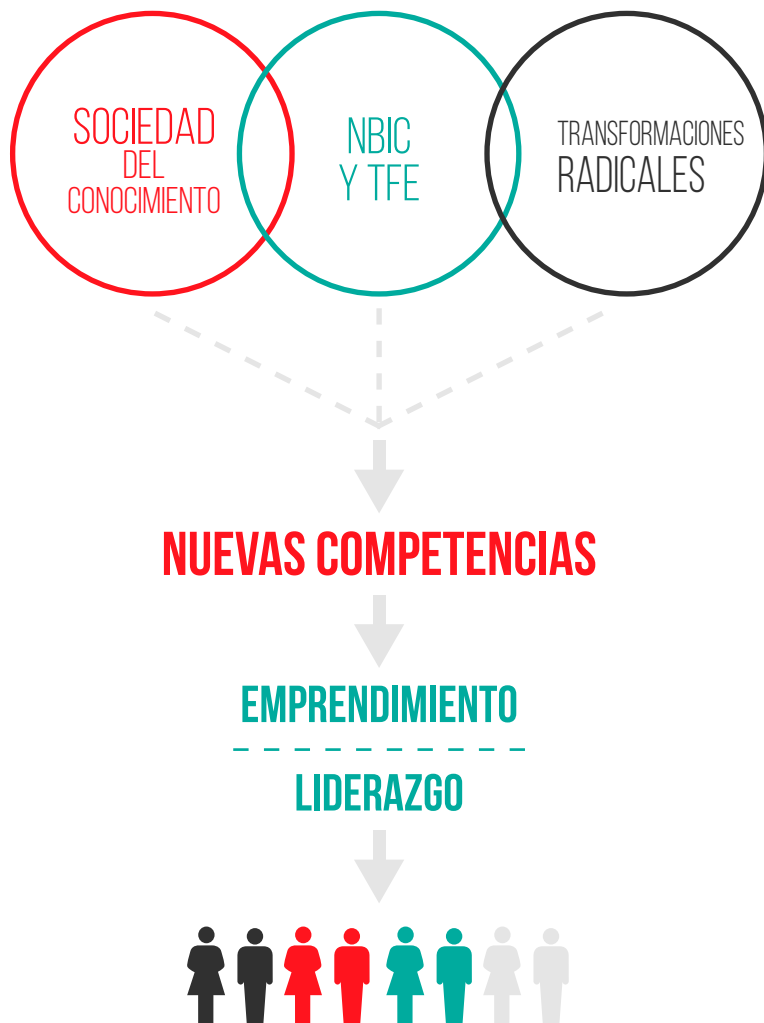 SOCIEDAD
DEL
CONOCIMIENTO
NBIC
Y TFE
TRANSFORMACIONES
RADICALES
NUEVAS COMPETENCIAS
EMPRENDIMIENTO
LIDERAZGO